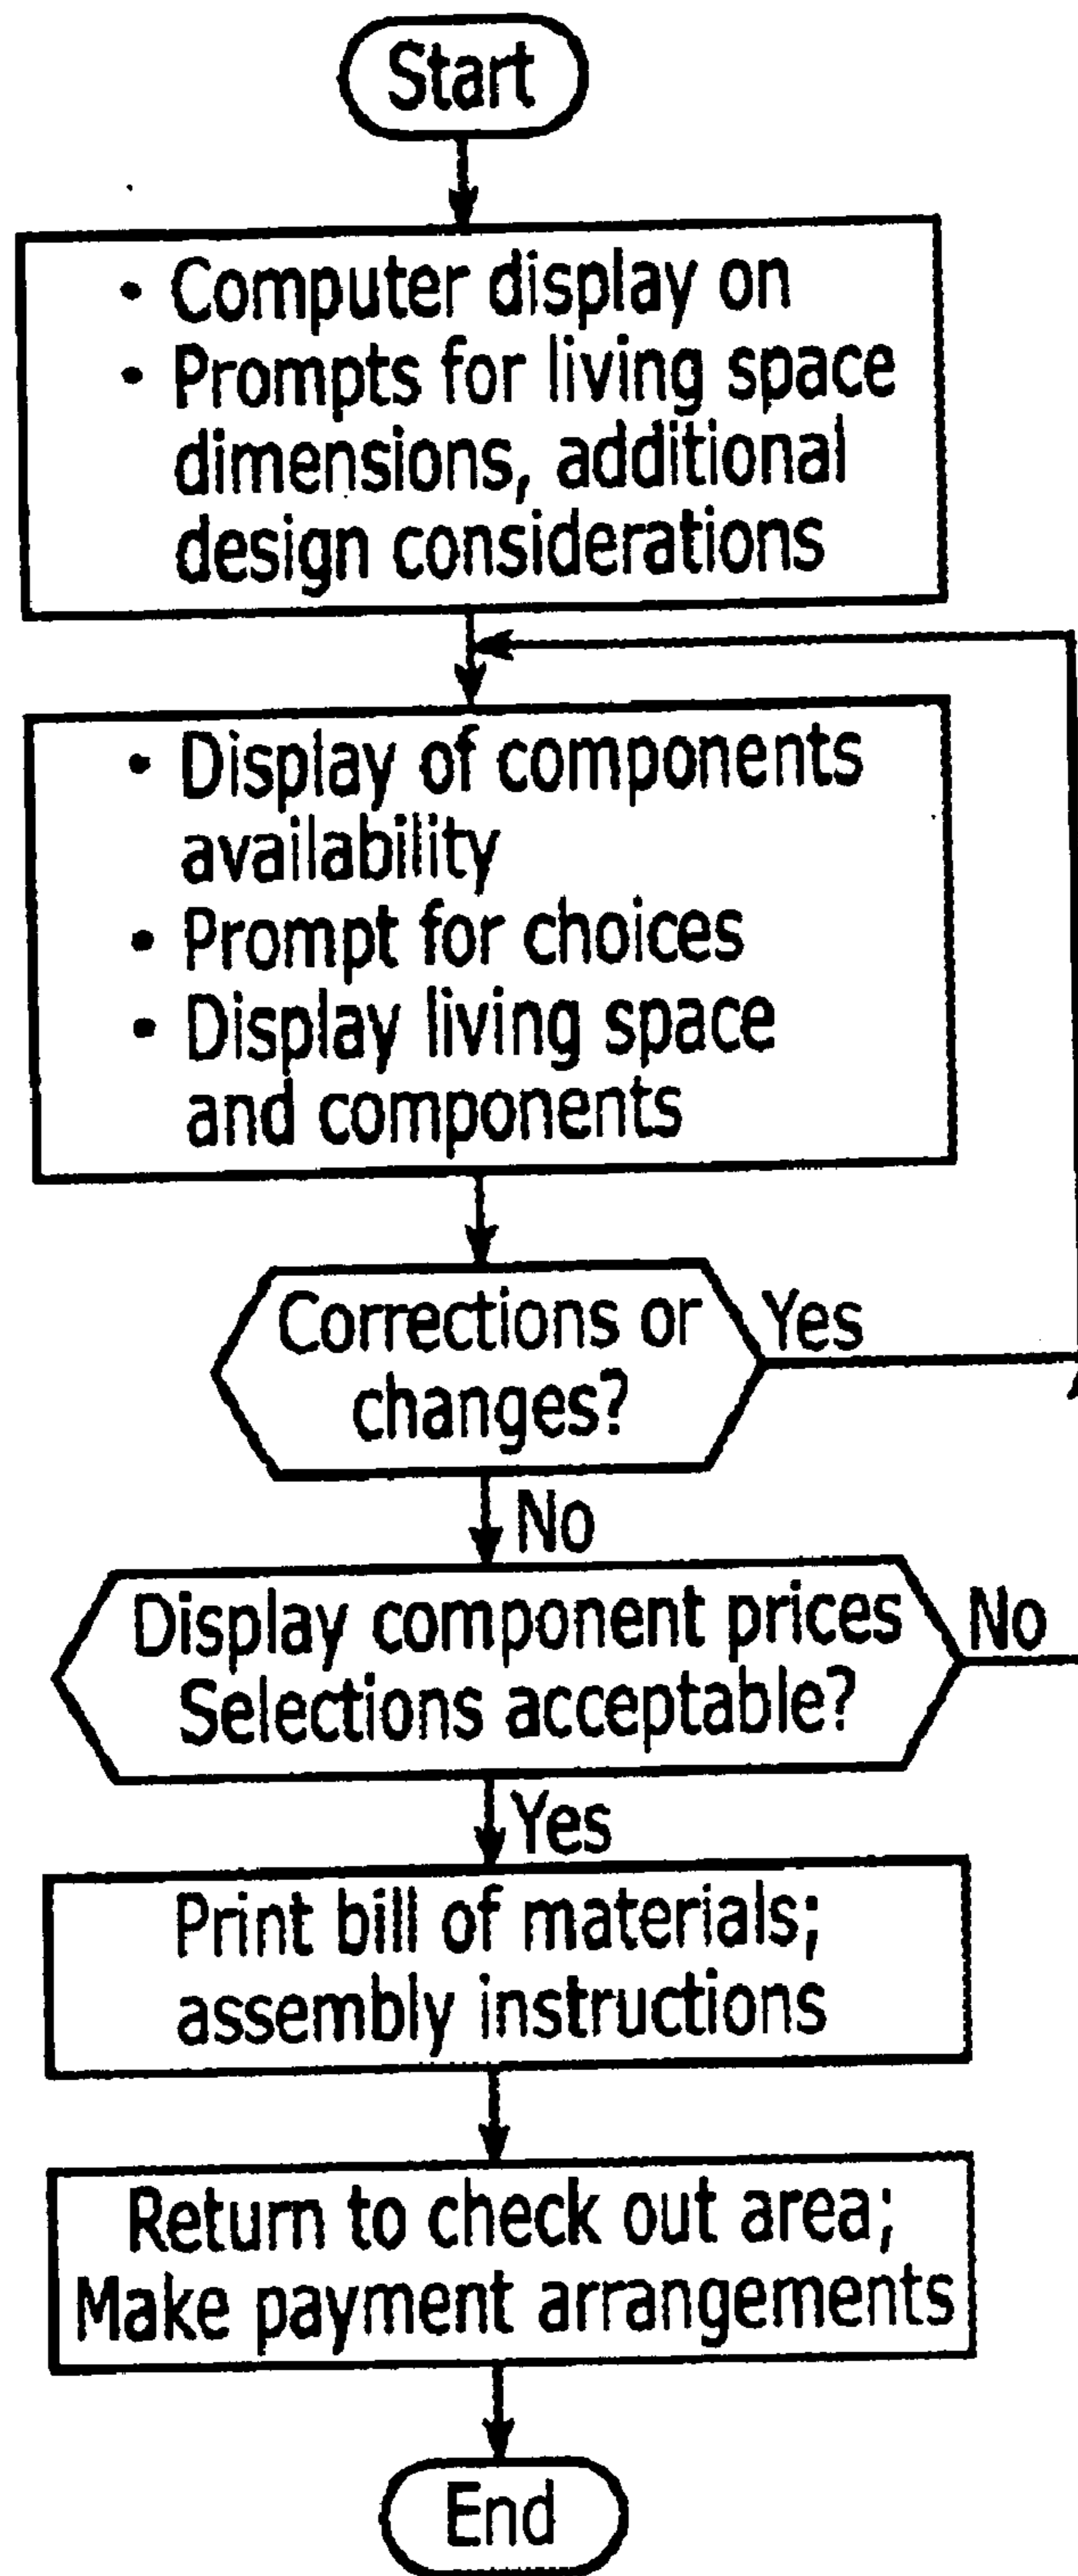 Start
• Computer display on
• Prompts for living space
dimensions, additional
design considerations
• Display of components
availability
• Prompt for choices
• Display living space
and components
Corrections or
changes?
Yes
No
Display component prices
Selections acceptable?
No
Yes
Print bill of materials;
assembly instructions
Return to check out area;
Make payment arrangements
End